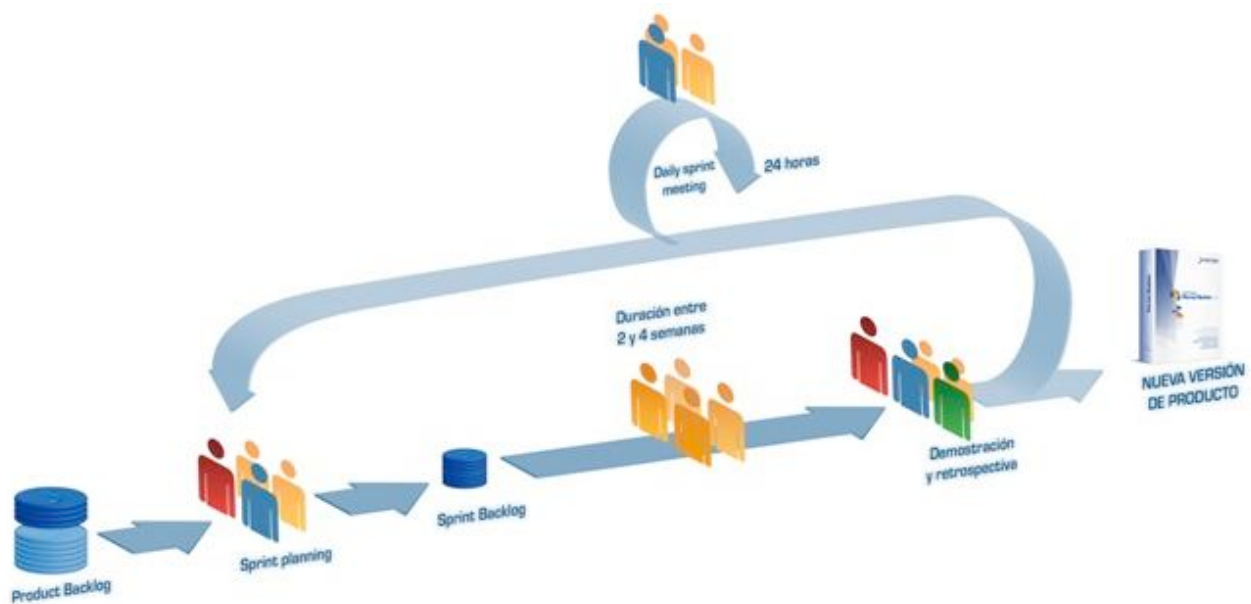 Daily sprint
meeting
24 horas
Duración entre
2 y 4 semanas
NUEVA VERSIÓN
DE PRODUCTO
Demostración
y retrospectiva
Sprint Backlog
Sprint planning
Product Backlog